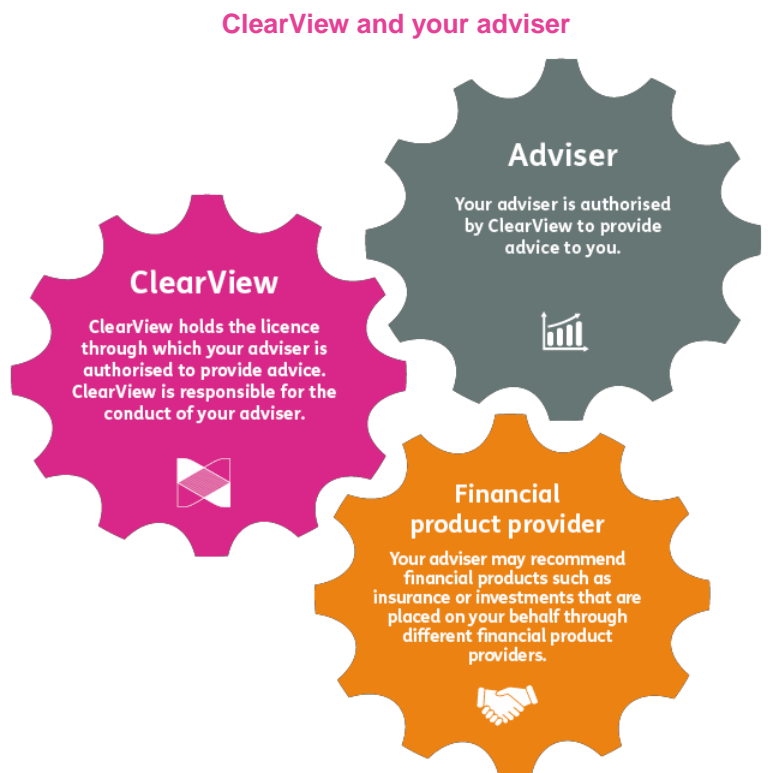 ClearView and your adviser
Adviser
Your adviser is authorised
by ClearView to provide
advice to you.
ClearView
ClearView holds the licence
through which your adviser is
authorised to provide advice.
ClearView is responsible for the
conduct of your adviser.
Financial
product provider
Your adviser may recommend
financial products such as
insurance or investments that are
placed on your behalf through
different financial product
providers.